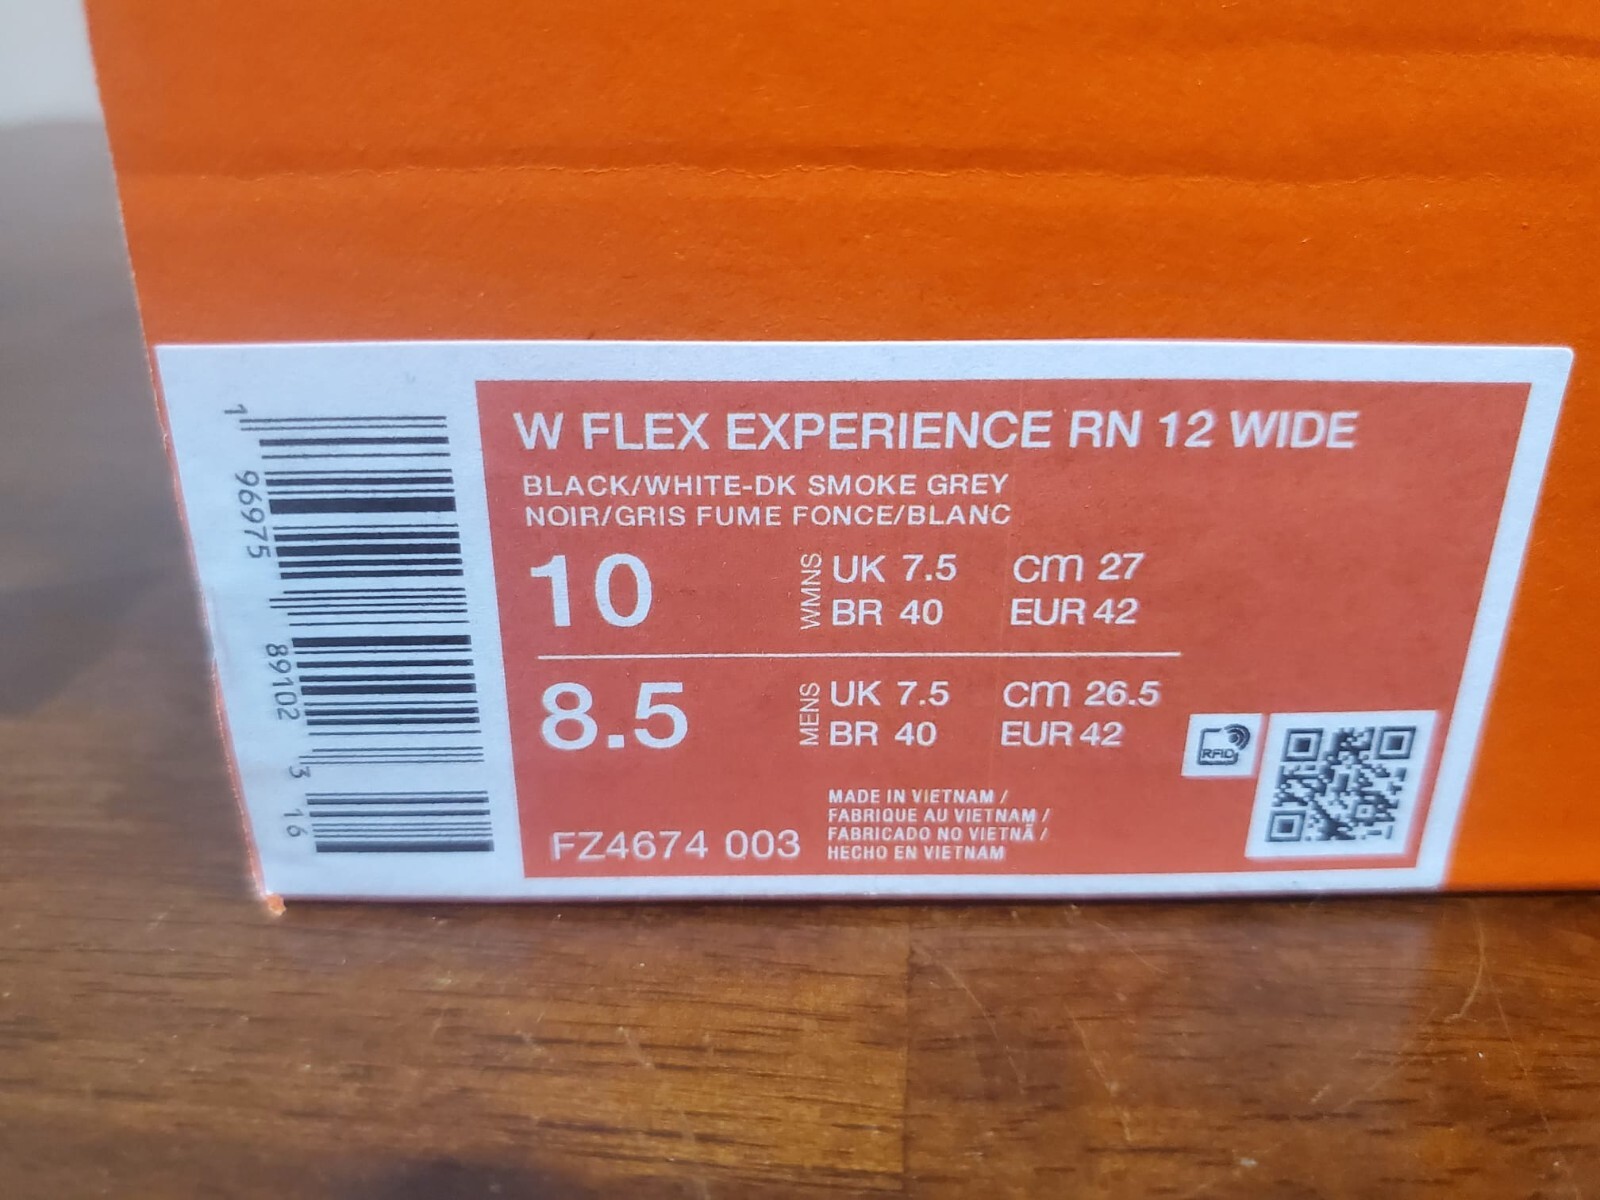 W FLEX EXPERIENCE RN 12 WIDE
BLACK/WHITE-DK SMOKE GREY
NOIR/GRIS FUME FONCE/BLANC
10 WMNS UK 7.5 cm 27
BR 40 EUR 42
8.5 MENS UK 7.5 cm 26.5
BR 40 EUR 42
RFID
FZ4674 003
MADE IN VIETNAM /
FABRIQUE AU VIETNAM /
FABRICADO NO VIETNÃ /
HECHO EN VIETNAM
1 96975 89102 3 16